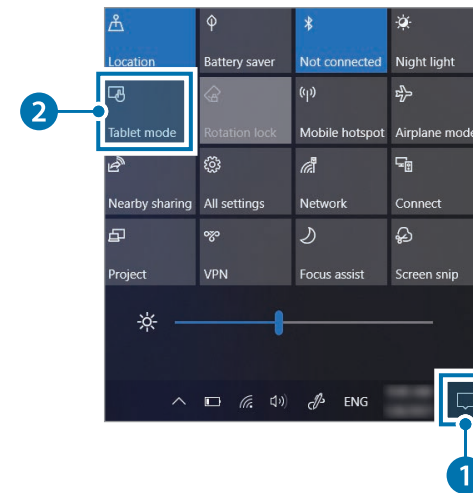 Location Battery saver Not connected Night light
2
Tablet mode Rotation lock Mobile hotspot Airplane mode
Nearby sharing All settings Network Connect
Project VPN Focus assist Screen snip
ENG
1